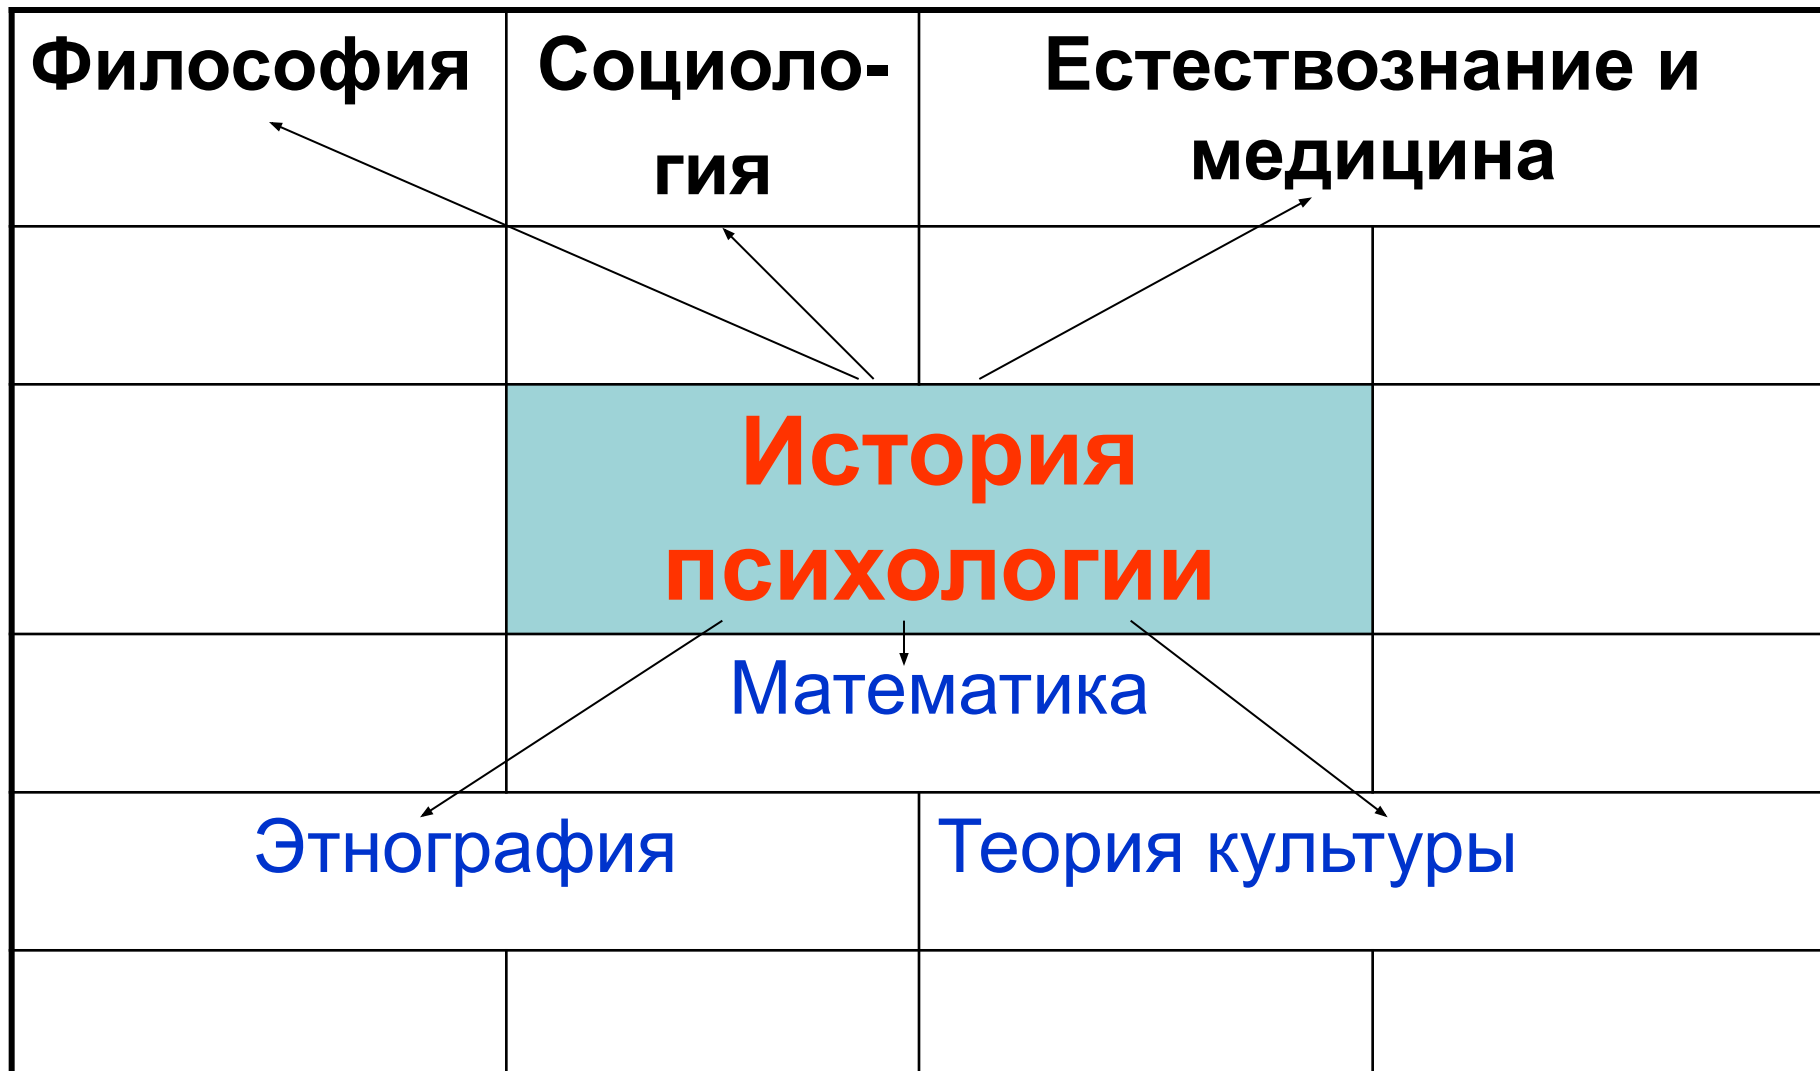 Философия
Социоло-
гия
Естествознание и
медицина
История
психологии
Математика
Этнография
Теория культуры